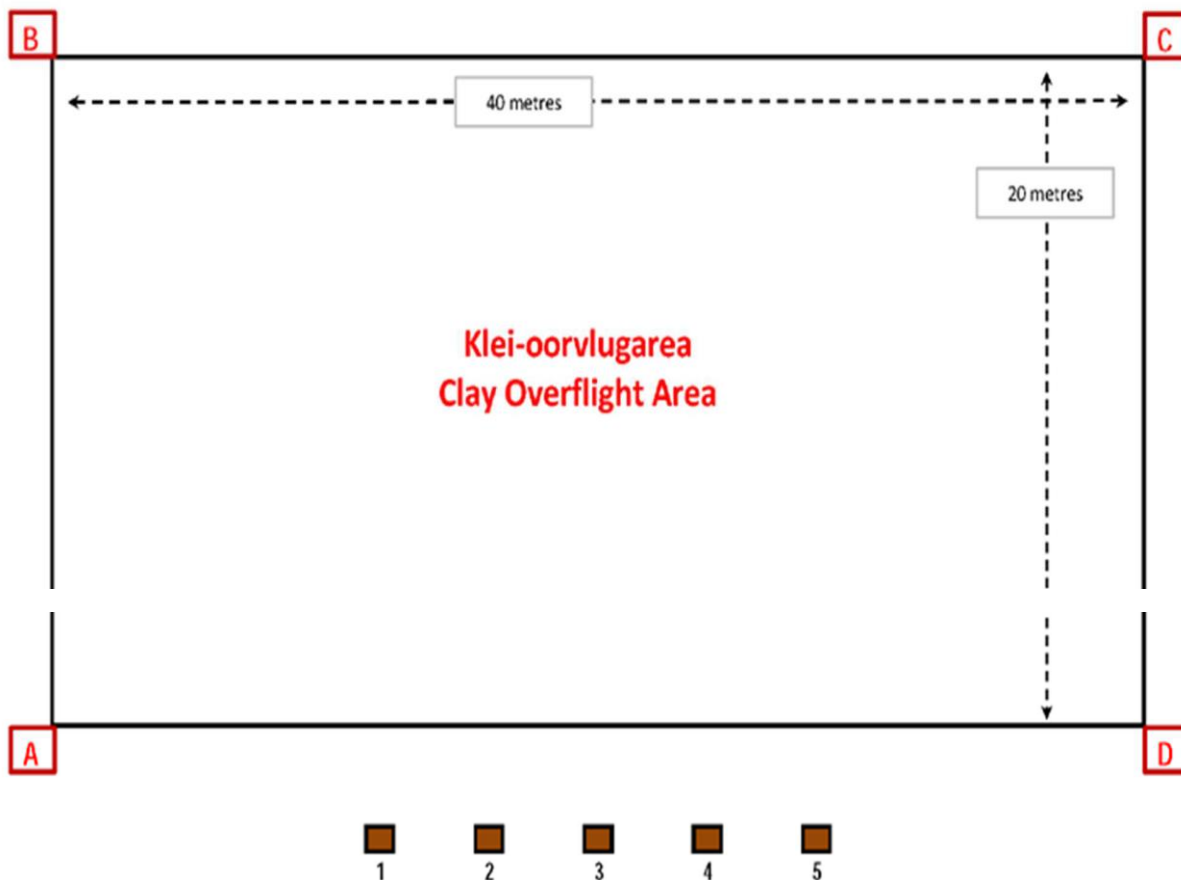 B
C
40 metres
20 metres
Klei-oorvlugarea
Clay Overflight Area
A
D
1 2 3 4 5